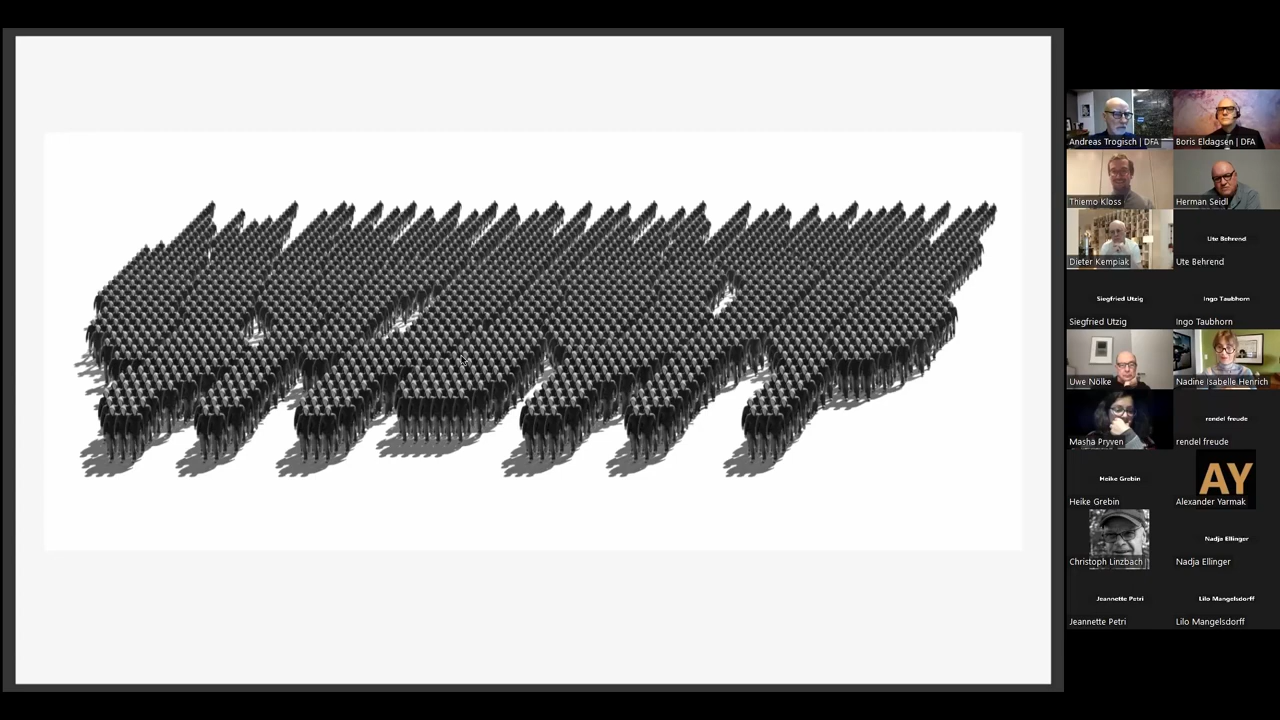 Andreas Trogisch | DFA
Boris Eldagsen | DFA
Thiemo Kloss
Herman Seidl
Dieter Kempiak
Ute Behrend
Ute Behrend
Siegfried Utzig
Siegfried Utzig
Ingo Taubhorn
Ingo Taubhorn
Uwe Nölke
Nadine Isabelle Henrich
Masha Pryven
rendel freude
rendel freude
Heike Grebin
Heike Grebin
AY
Alexander Yarmak
Christoph Linzbach
Nadja Ellinger
Nadja Ellinger
Jeannette Petri
Jeannette Petri
Lilo Mangelsdorff
Lilo Mangelsdorff